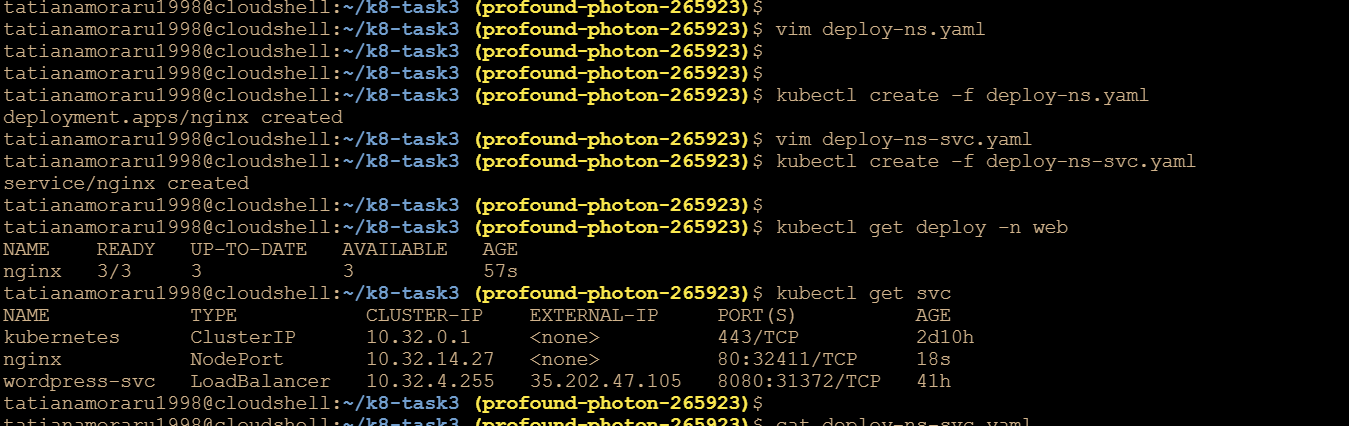 tatianamoraru1998@cloudshell:~/k8-task3 (profound-photon-265923)$
tatianamoraru1998@cloudshell:~/k8-task3 (profound-photon-265923)$ vim deploy-ns.yaml
tatianamoraru1998@cloudshell:~/k8-task3 (profound-photon-265923)$
tatianamoraru1998@cloudshell:~/k8-task3 (profound-photon-265923)$
tatianamoraru1998@cloudshell:~/k8-task3 (profound-photon-265923)$ kubectl create -f deploy-ns.yaml
deployment.apps/nginx created
tatianamoraru1998@cloudshell:~/k8-task3 (profound-photon-265923)$ vim deploy-ns-svc.yaml
tatianamoraru1998@cloudshell:~/k8-task3 (profound-photon-265923)$ kubectl create -f deploy-ns-svc.yaml
service/nginx created
tatianamoraru1998@cloudshell:~/k8-task3 (profound-photon-265923)$
tatianamoraru1998@cloudshell:~/k8-task3 (profound-photon-265923)$ kubectl get deploy -n web
NAME    READY   UP-TO-DATE   AVAILABLE   AGE
nginx   3/3     3            3           57s
tatianamoraru1998@cloudshell:~/k8-task3 (profound-photon-265923)$ kubectl get svc
NAME            TYPE           CLUSTER-IP    EXTERNAL-IP     PORT(S)          AGE
kubernetes      ClusterIP      10.32.0.1     <none>          443/TCP          2d10h
nginx           NodePort       10.32.14.27   <none>          80:32411/TCP     18s
wordpress-svc   LoadBalancer   10.32.4.255   35.202.47.105   8080:31372/TCP   41h
tatianamoraru1998@cloudshell:~/k8-task3 (profound-photon-265923)$
tatianamoraru1998@cloudshell:~/k8-task3 (profound-photon-265923)$ cat deploy-ns-svc.yaml